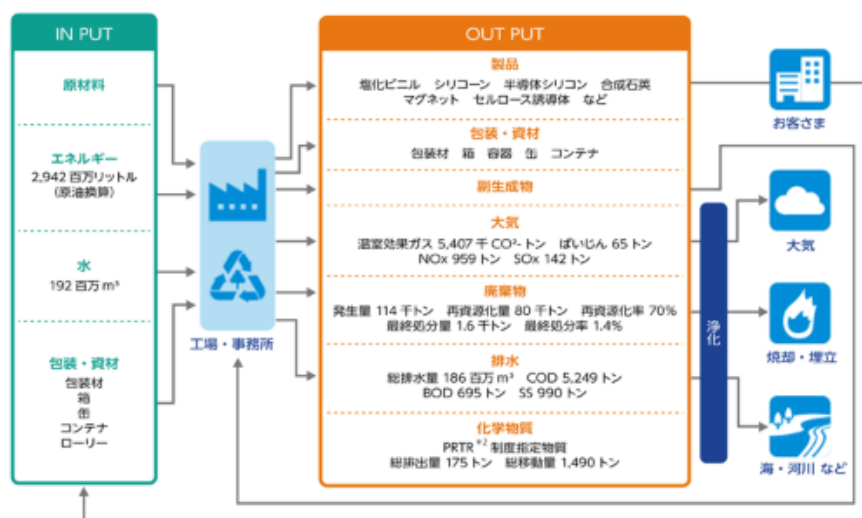 IN PUT
原材料
エネルギー
2,942 百万リットル
(原油換算)
水
192 百万 m³
包装・資材
包装材
箱
缶
コンテナ
ローリー
工場・事務所
OUT PUT
製品
塩化ビニル シリコーン 半導体シリコン 合成石英
マグネット セルロース誘導体 など
包装・資材
包装材 箱 容器 缶 コンテナ
副生成物
大気
温室効果ガス 5,407 千 CO²- トン ばいじん 65 トン
NOx 959 トン SOx 142 トン
廃棄物
発生量 114 千トン 再資源化量 80 千トン 再資源化率 70%
最終処分量 1.6 千トン 最終処分率 1.4%
排水
総排水量 186 百万 m³ COD 5,249 トン
BOD 695 トン SS 990 トン
化学物質
PRTR*² 制度指定物質
総排出量 175 トン 総移動量 1,490 トン
浄化
お客さま
大気
焼却・埋立
海・河川 など